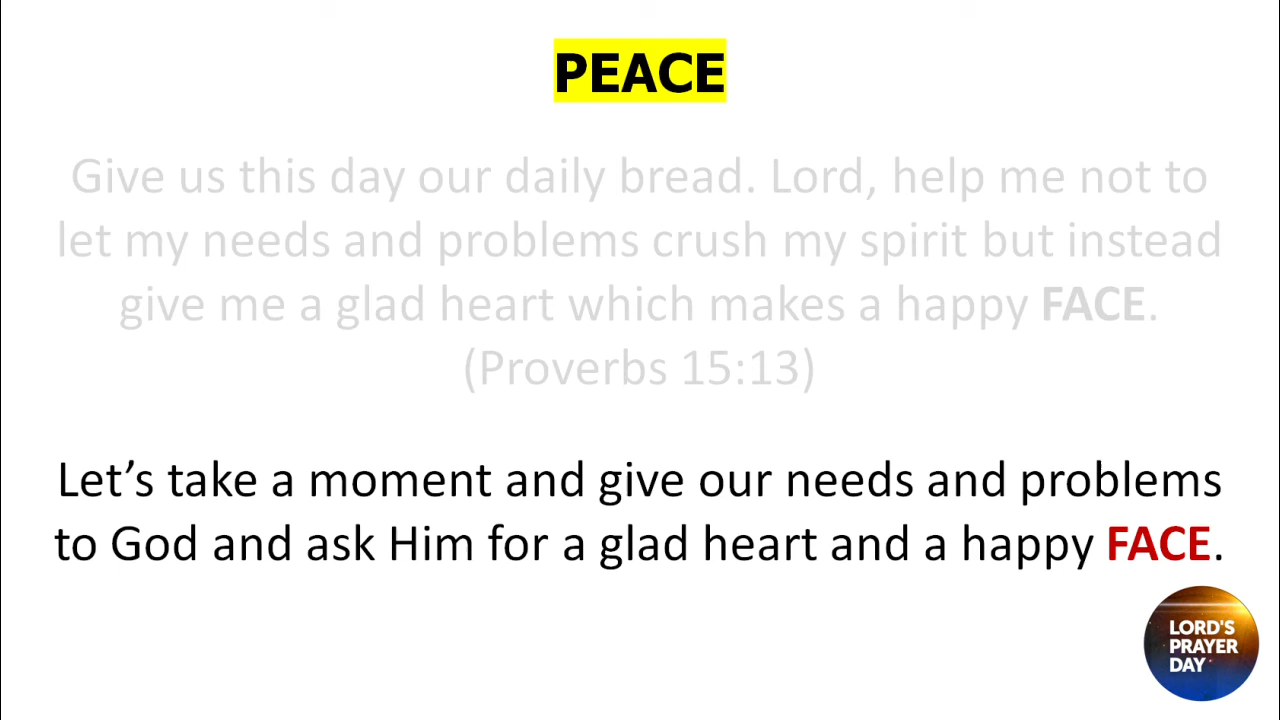 PEACE
Give us this day our daily bread. Lord, help me not to
let my needs and problems crush my spirit but instead
give me a glad heart which makes a happy FACE.
(Proverbs 15:13)
Let’s take a moment and give our needs and problems
to God and ask Him for a glad heart and a happy FACE.
LORD'S
PRAYER
DAY